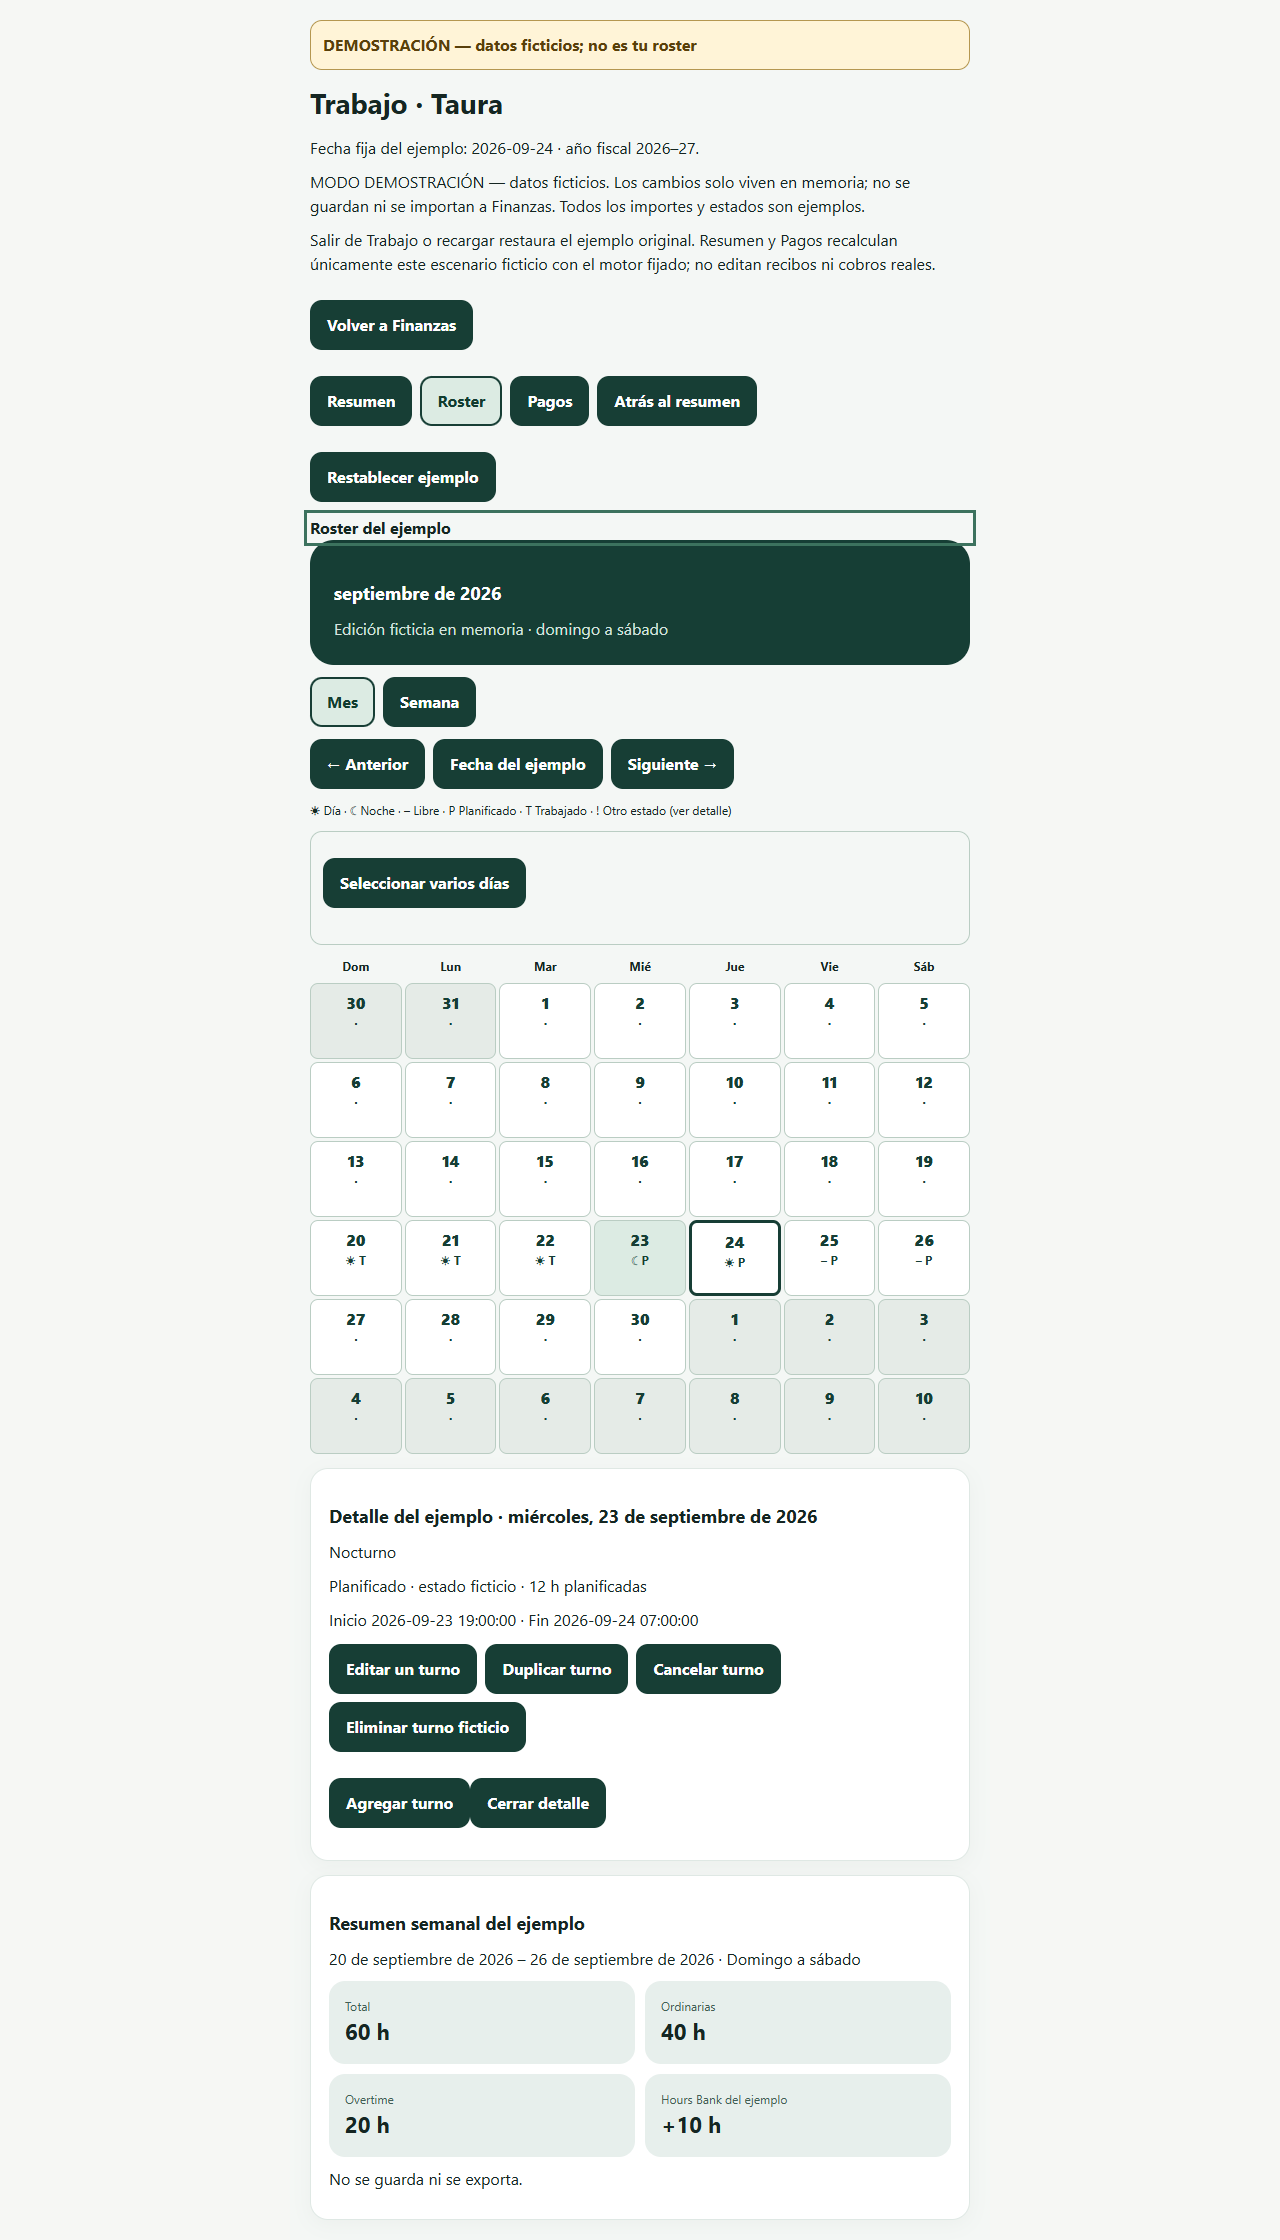 DEMOSTRACIÓN — datos ficticios; no es tu roster
Trabajo · Taura
Fecha fija del ejemplo: 2026-09-24 · año fiscal 2026–27.
MODO DEMOSTRACIÓN — datos ficticios. Los cambios solo viven en memoria; no se
guardan ni se importan a Finanzas. Todos los importes y estados son ejemplos.
Salir de Trabajo o recargar restaura el ejemplo original. Resumen y Pagos recalculan
únicamente este escenario ficticio con el motor fijado; no editan recibos ni cobros reales.
Volver a Finanzas
Resumen Roster Pagos Atrás al resumen
Restablecer ejemplo
Roster del ejemplo
septiembre de 2026
Edición ficticia en memoria · domingo a sábado
Mes Semana
← Anterior Fecha del ejemplo Siguiente →
☀ Día · ☾ Noche · – Libre · P Planificado · T Trabajado · ! Otro estado (ver detalle)
Seleccionar varios días
Dom Lun Mar Mié Jue Vie Sáb
30 31 1 2 3 4 5
· · · · · · ·
6 7 8 9 10 11 12
· · · · · · ·
13 14 15 16 17 18 19
· · · · · · ·
20 21 22 23 24 25 26
☀ T ☀ T ☀ T ☾ P ☀ P – P – P
27 28 29 30 1 2 3
· · · · · · ·
4 5 6 7 8 9 10
· · · · · · ·
Detalle del ejemplo · miércoles, 23 de septiembre de 2026
Nocturno
Planificado · estado ficticio · 12 h planificadas
Inicio 2026-09-23 19:00:00 · Fin 2026-09-24 07:00:00
Editar un turno Duplicar turno Cancelar turno
Eliminar turno ficticio
Agregar turno Cerrar detalle
Resumen semanal del ejemplo
20 de septiembre de 2026 – 26 de septiembre de 2026 · Domingo a sábado
Total Ordinarias
60 h 40 h
Overtime Hours Bank del ejemplo
20 h +10 h
No se guarda ni se exporta.